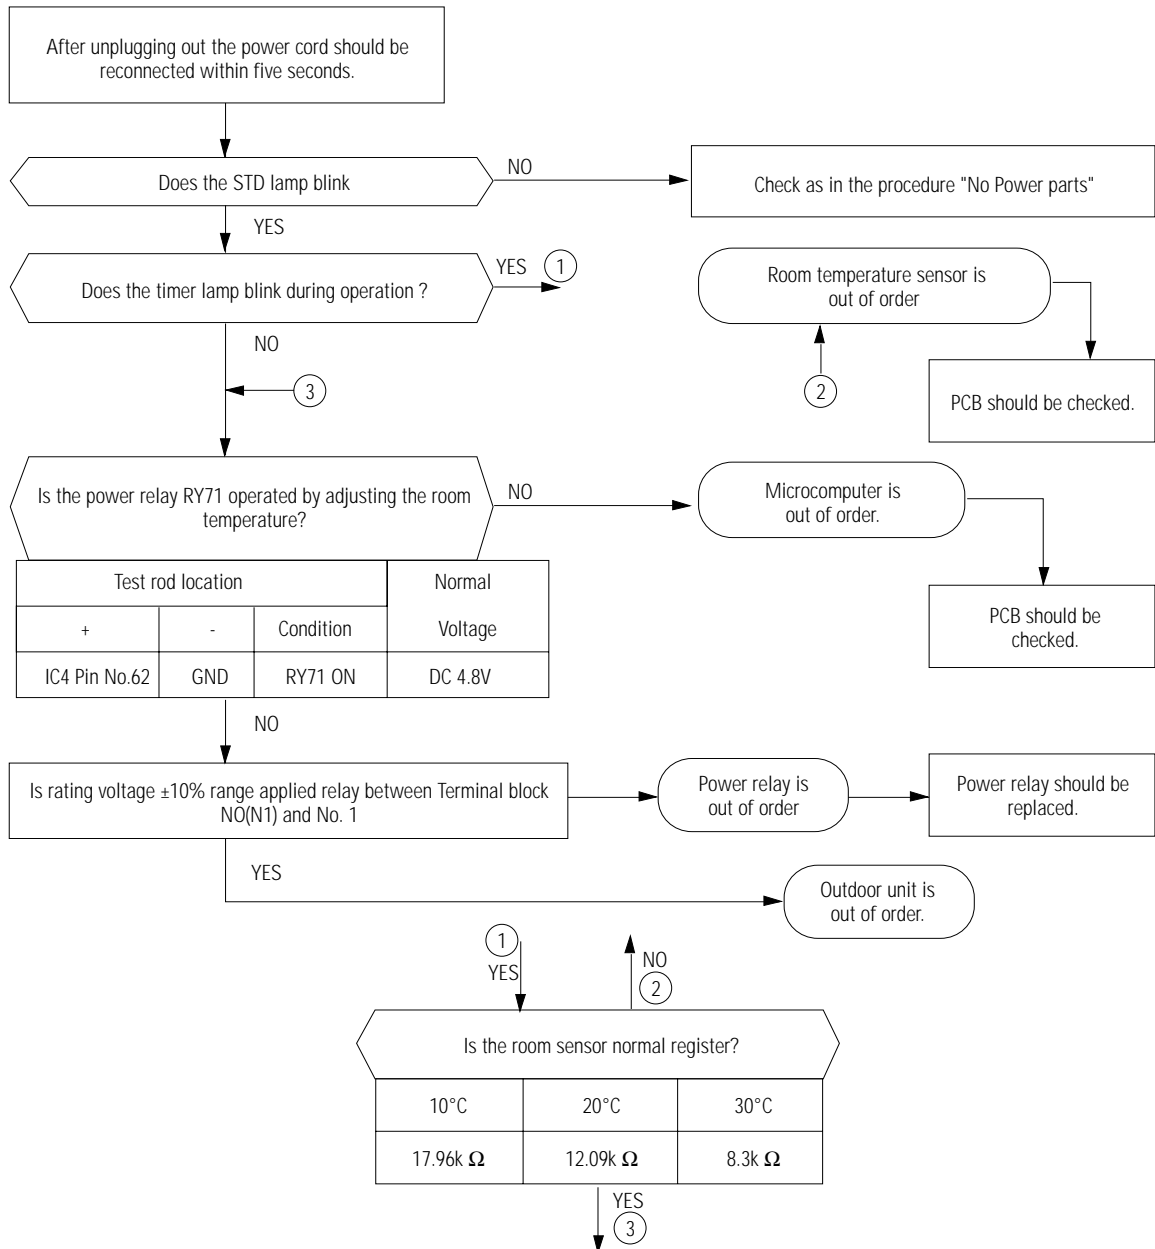 After unplugging out the power cord should be
reconnected within five seconds.
Does the STD lamp blink
NO
Check as in the procedure "No Power parts"
YES
Does the timer lamp blink during operation ?
YES
1
Room temperature sensor is
out of order
NO
3
2
PCB should be checked.
Is the power relay RY71 operated by adjusting the room
temperature?
NO
Microcomputer is
out of order.
PCB should be
checked.
Test rod location
Normal
Voltage
+
-
Condition
IC4 Pin No.62
GND
RY71 ON
DC 4.8V
NO
Is rating voltage ±10% range applied relay between Terminal block
NO(N1) and No. 1
Power relay is
out of order
Power relay should be
replaced.
YES
Outdoor unit is
out of order.
1
YES
NO
2
Is the room sensor normal register?
10°C
20°C
30°C
17.96k Ω
12.09k Ω
8.3k Ω
YES
3